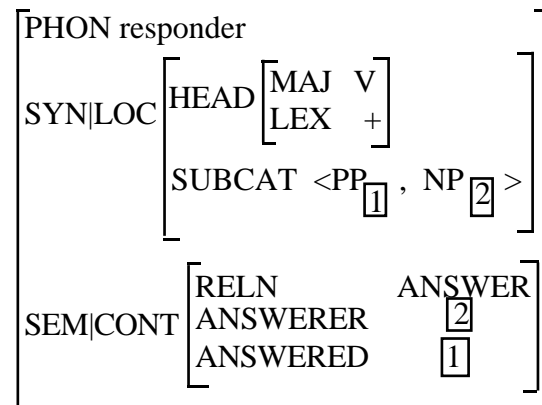 PHON responder
SYN|LOC HEAD MAJ V
LEX +
SUBCAT <PP 1 , NP 2 >
SEM|CONT RELN ANSWER
ANSWERER 2
ANSWERED 1